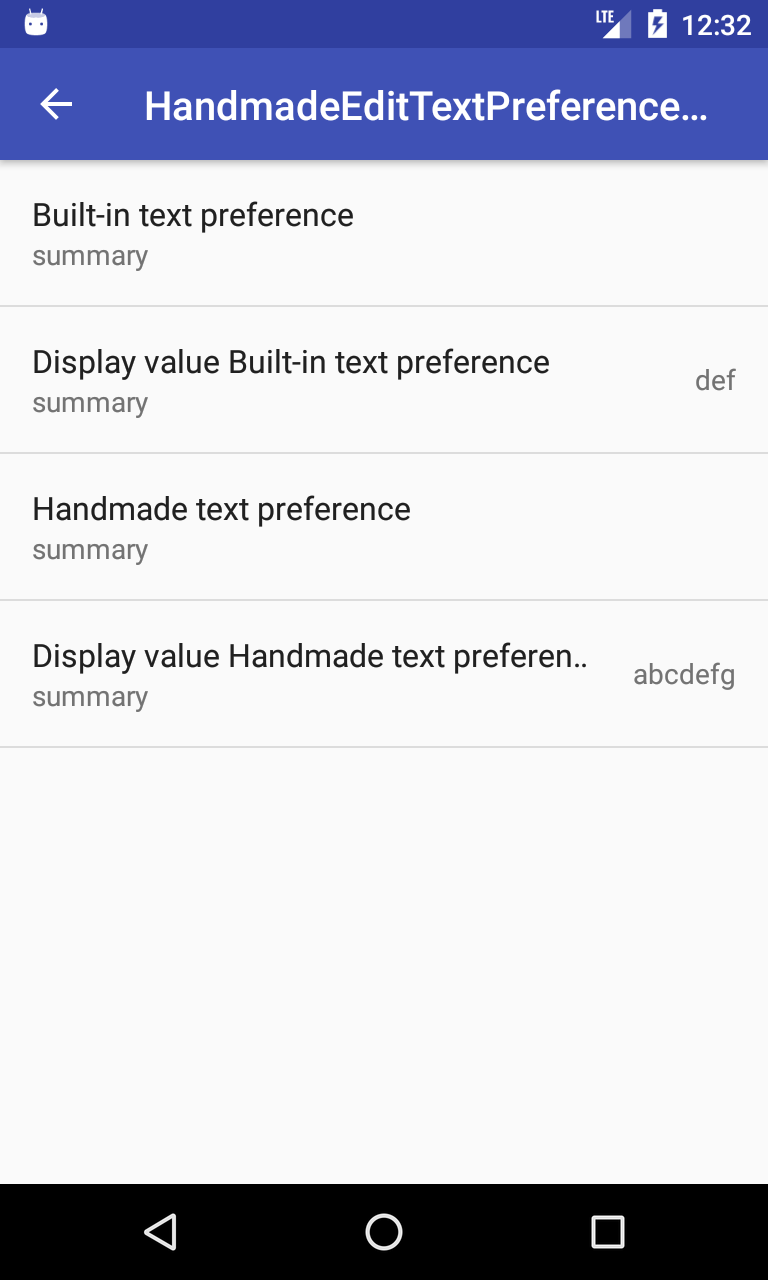 LTE 12:32
HandmadeEditTextPreference…
Built-in text preference
summary
Display value Built-in text preference
summary
def
Handmade text preference
summary
Display value Handmade text preferen..
summary
abcdefg